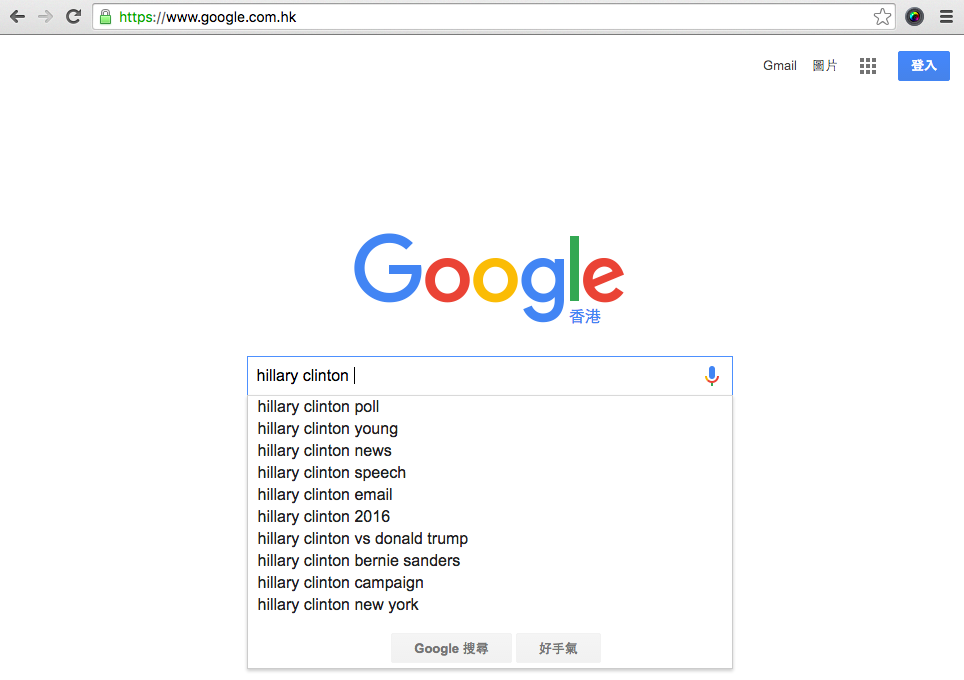 https://www.google.com.hk
Gmail 圖片 登入
Google
香港
hillary clinton
hillary clinton poll
hillary clinton young
hillary clinton news
hillary clinton speech
hillary clinton email
hillary clinton 2016
hillary clinton vs donald trump
hillary clinton bernie sanders
hillary clinton campaign
hillary clinton new york
Google 搜尋 好手氣